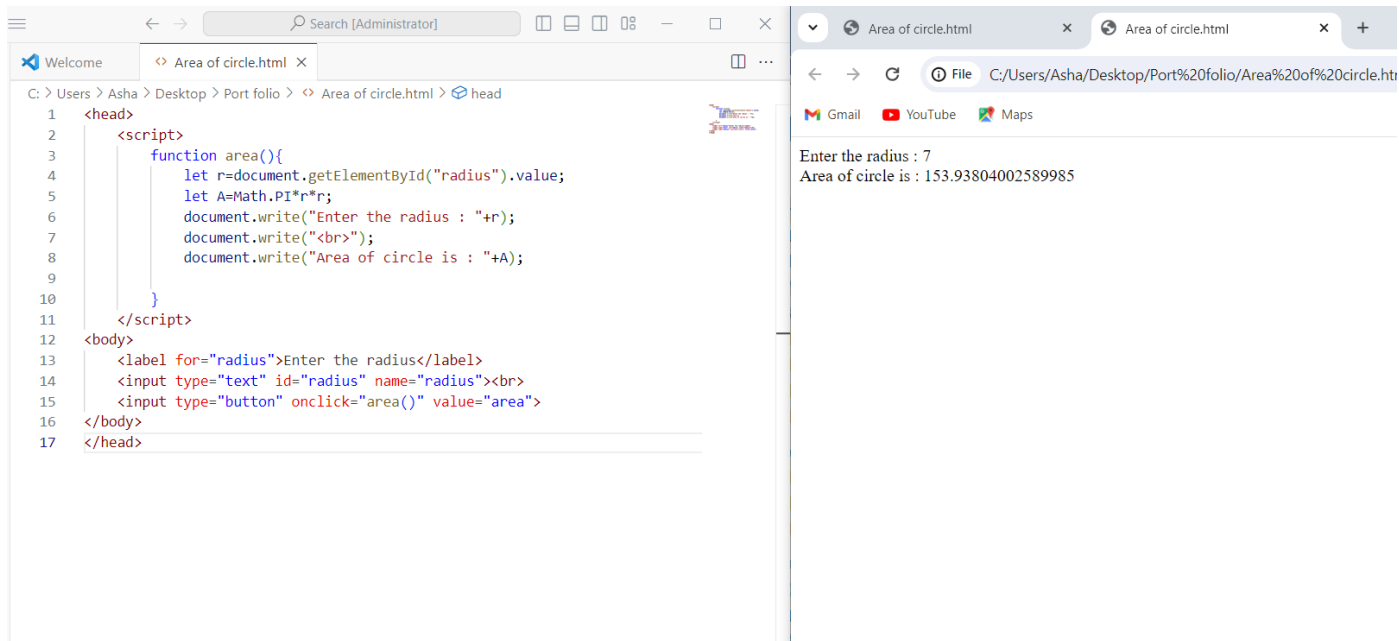 Search [Administrator]
Welcome
Area of circle.html
C: > Users > Asha > Desktop > Port folio > Area of circle.html > head
1 <head>
2 <script>
3 function area(){
4 let r=document.getElementById("radius").value;
5 let A=Math.PI*r*r;
6 document.write("Enter the radius : "+r);
7 document.write("<br>");
8 document.write("Area of circle is : "+A);
9
10 }
11 </script>
12 <body>
13 <label for="radius">Enter the radius</label>
14 <input type="text" id="radius" name="radius"><br>
15 <input type="button" onclick="area()" value="area">
16 </body>
17 </head>
Area of circle.html
Area of circle.html
File C:/Users/Asha/Desktop/Port%20folio/Area%20of%20circle.htr
Gmail YouTube Maps
Enter the radius : 7
Area of circle is : 153.93804002589985